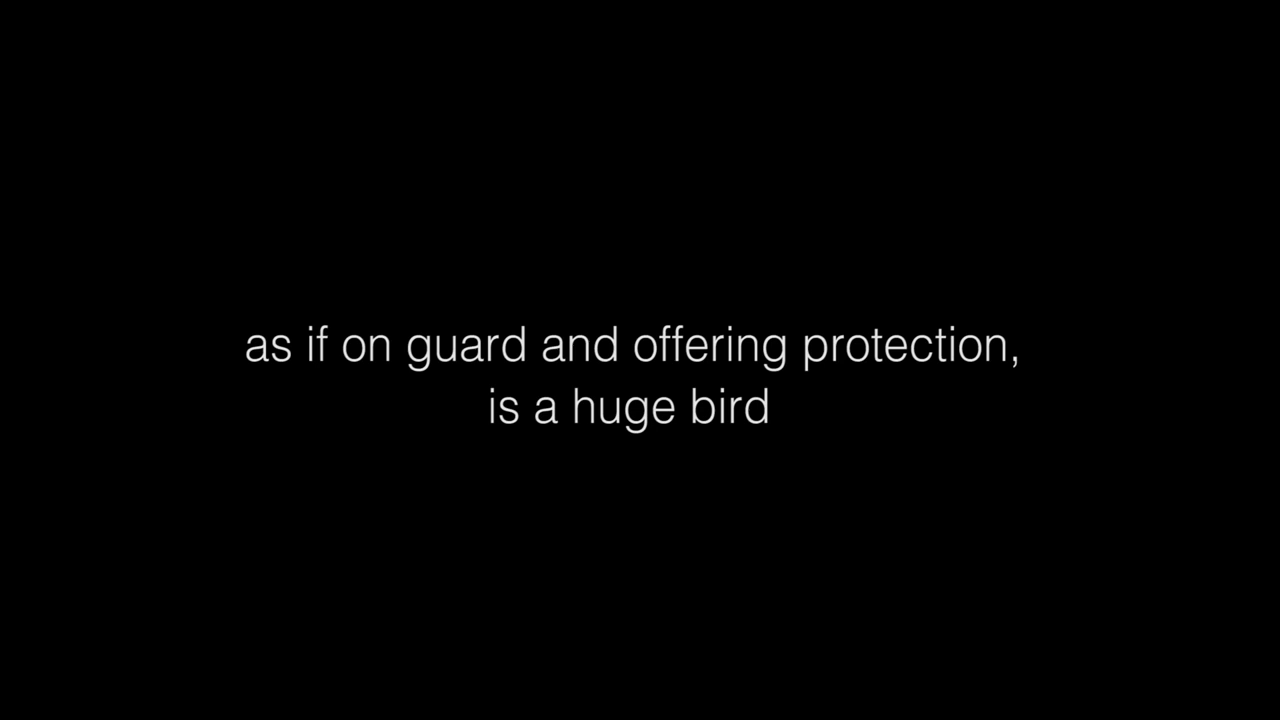 as if on guard and offering protection,
is a huge bird